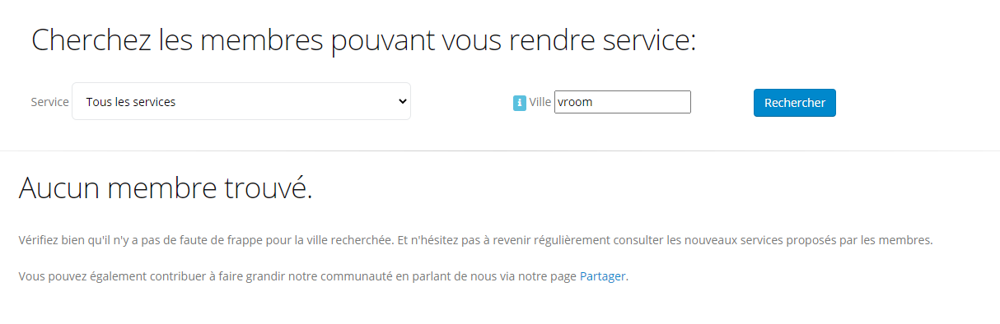 Cherchez les membres pouvant vous rendre service:
Service Tous les services i Ville vroom Rechercher
Aucun membre trouvé.
Vérifiez bien qu'il n'y a pas de faute de frappe pour la ville recherchée. Et n'hésitez pas à revenir régulièrement consulter les nouveaux services proposés par les membres.
Vous pouvez également contribuer à faire grandir notre communauté en parlant de nous via notre page Partager.